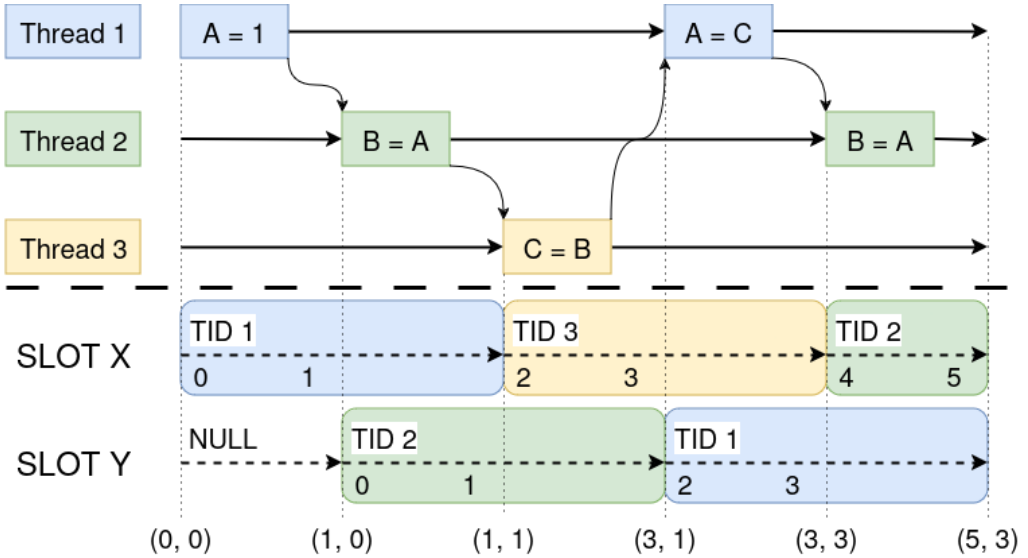 Thread 1 A = 1 A = C
Thread 2 B = A B = A
Thread 3 C = B
SLOT X TID 1 TID 3 TID 2
0 1 2 3 4 5
SLOT Y NULL TID 2 TID 1
0 1 2 3
(0, 0) (1, 0) (1, 1) (3, 1) (3, 3) (5, 3)